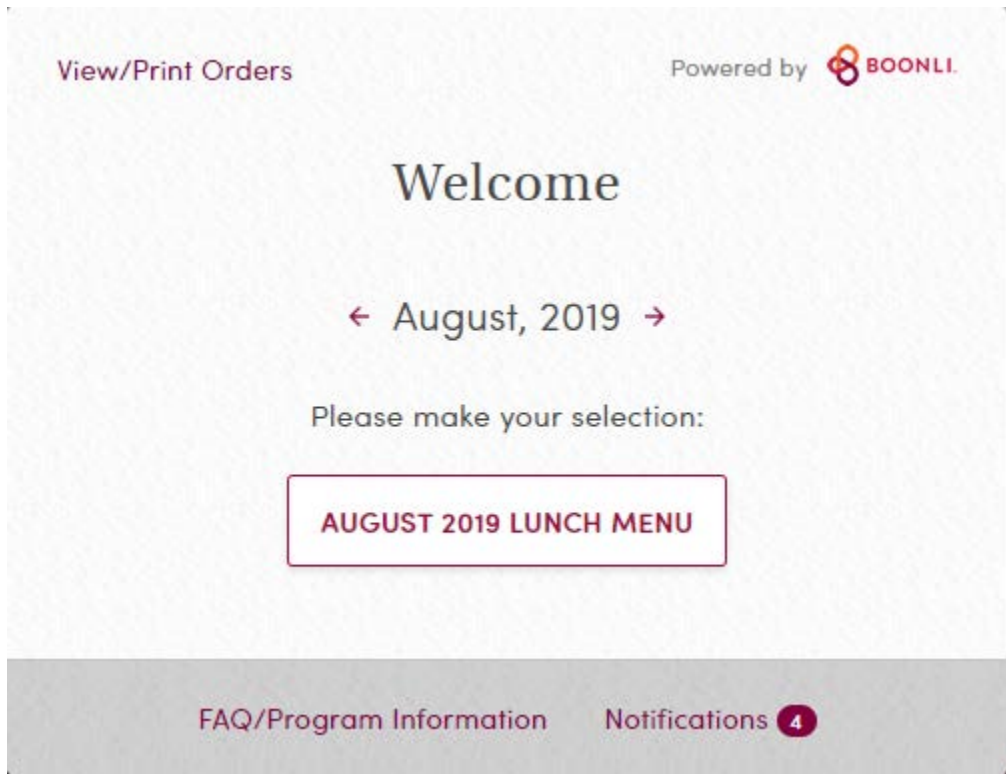 View/Print Orders
Powered by BOONLI.
Welcome
← August, 2019 →
Please make your selection:
AUGUST 2019 LUNCH MENU
FAQ/Program Information
Notifications 4